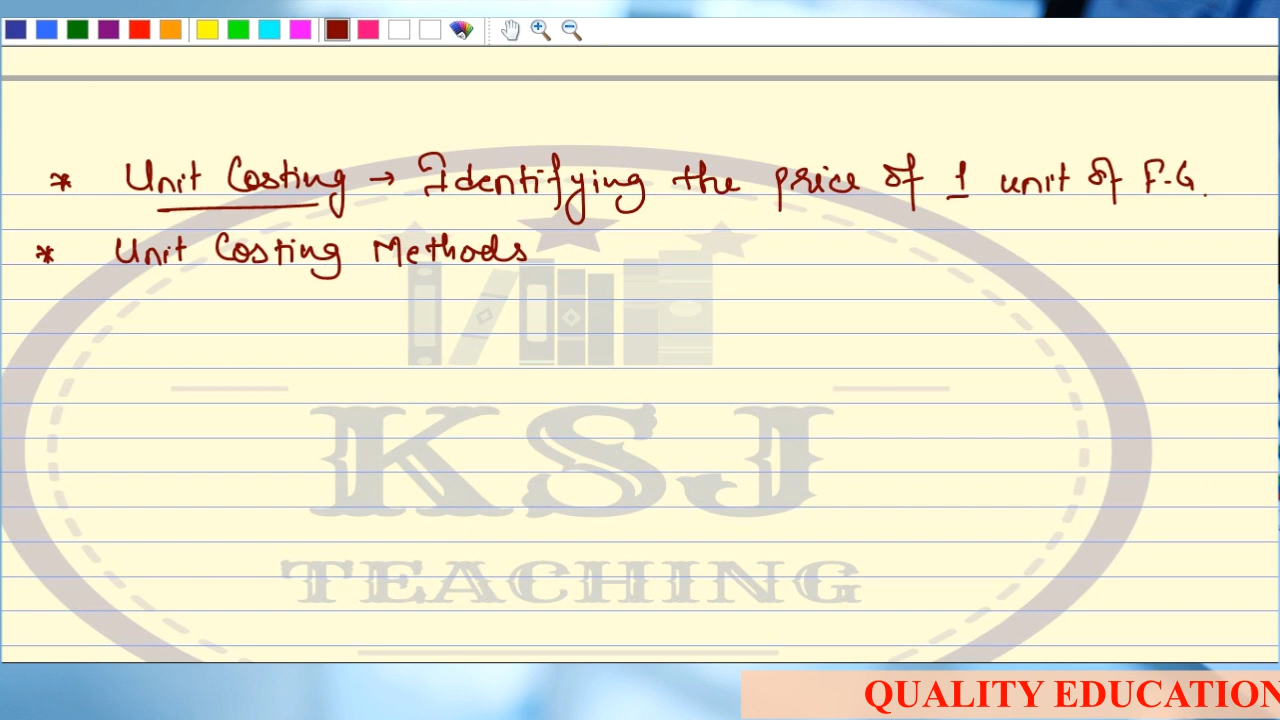 * Unit Costing → Identifying the price of 1 unit of F.G.
* Unit Costing Methods
KSJ
TEACHING
QUALITY EDUCATION